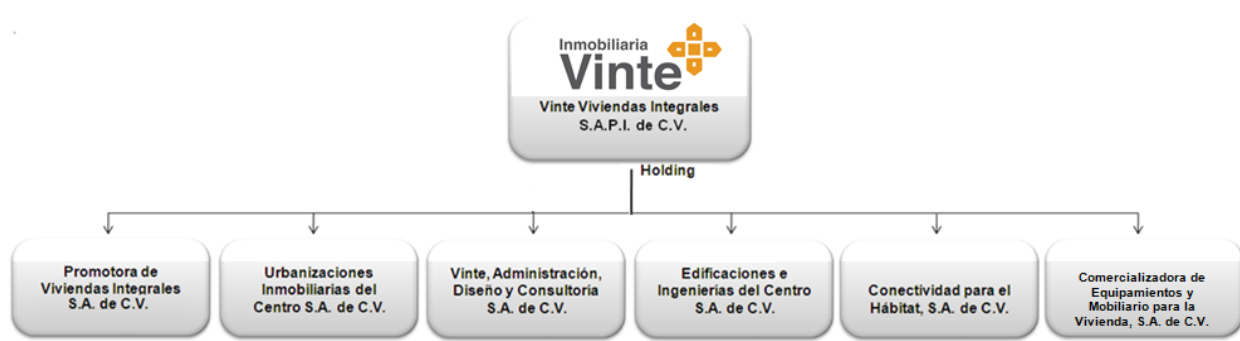 Inmobiliaria
Vinte
Vinte Viviendas Integrales
S.A.P.I. de C.V.
Holding
Promotora de
Viviendas Integrales
S.A. de C.V.
Urbanizaciones
Inmobiliarias del
Centro S.A. de C.V.
Vinte, Administración,
Diseño y Consultoría
S.A. de C.V.
Edificaciones e
Ingenierias del Centro
S.A. de C.V.
Conectividad para el
Hábitat, S.A. de C.V.
Comercializadora de
Equipamientos y
Mobiliario para la
Vivienda, S.A. de C.V.